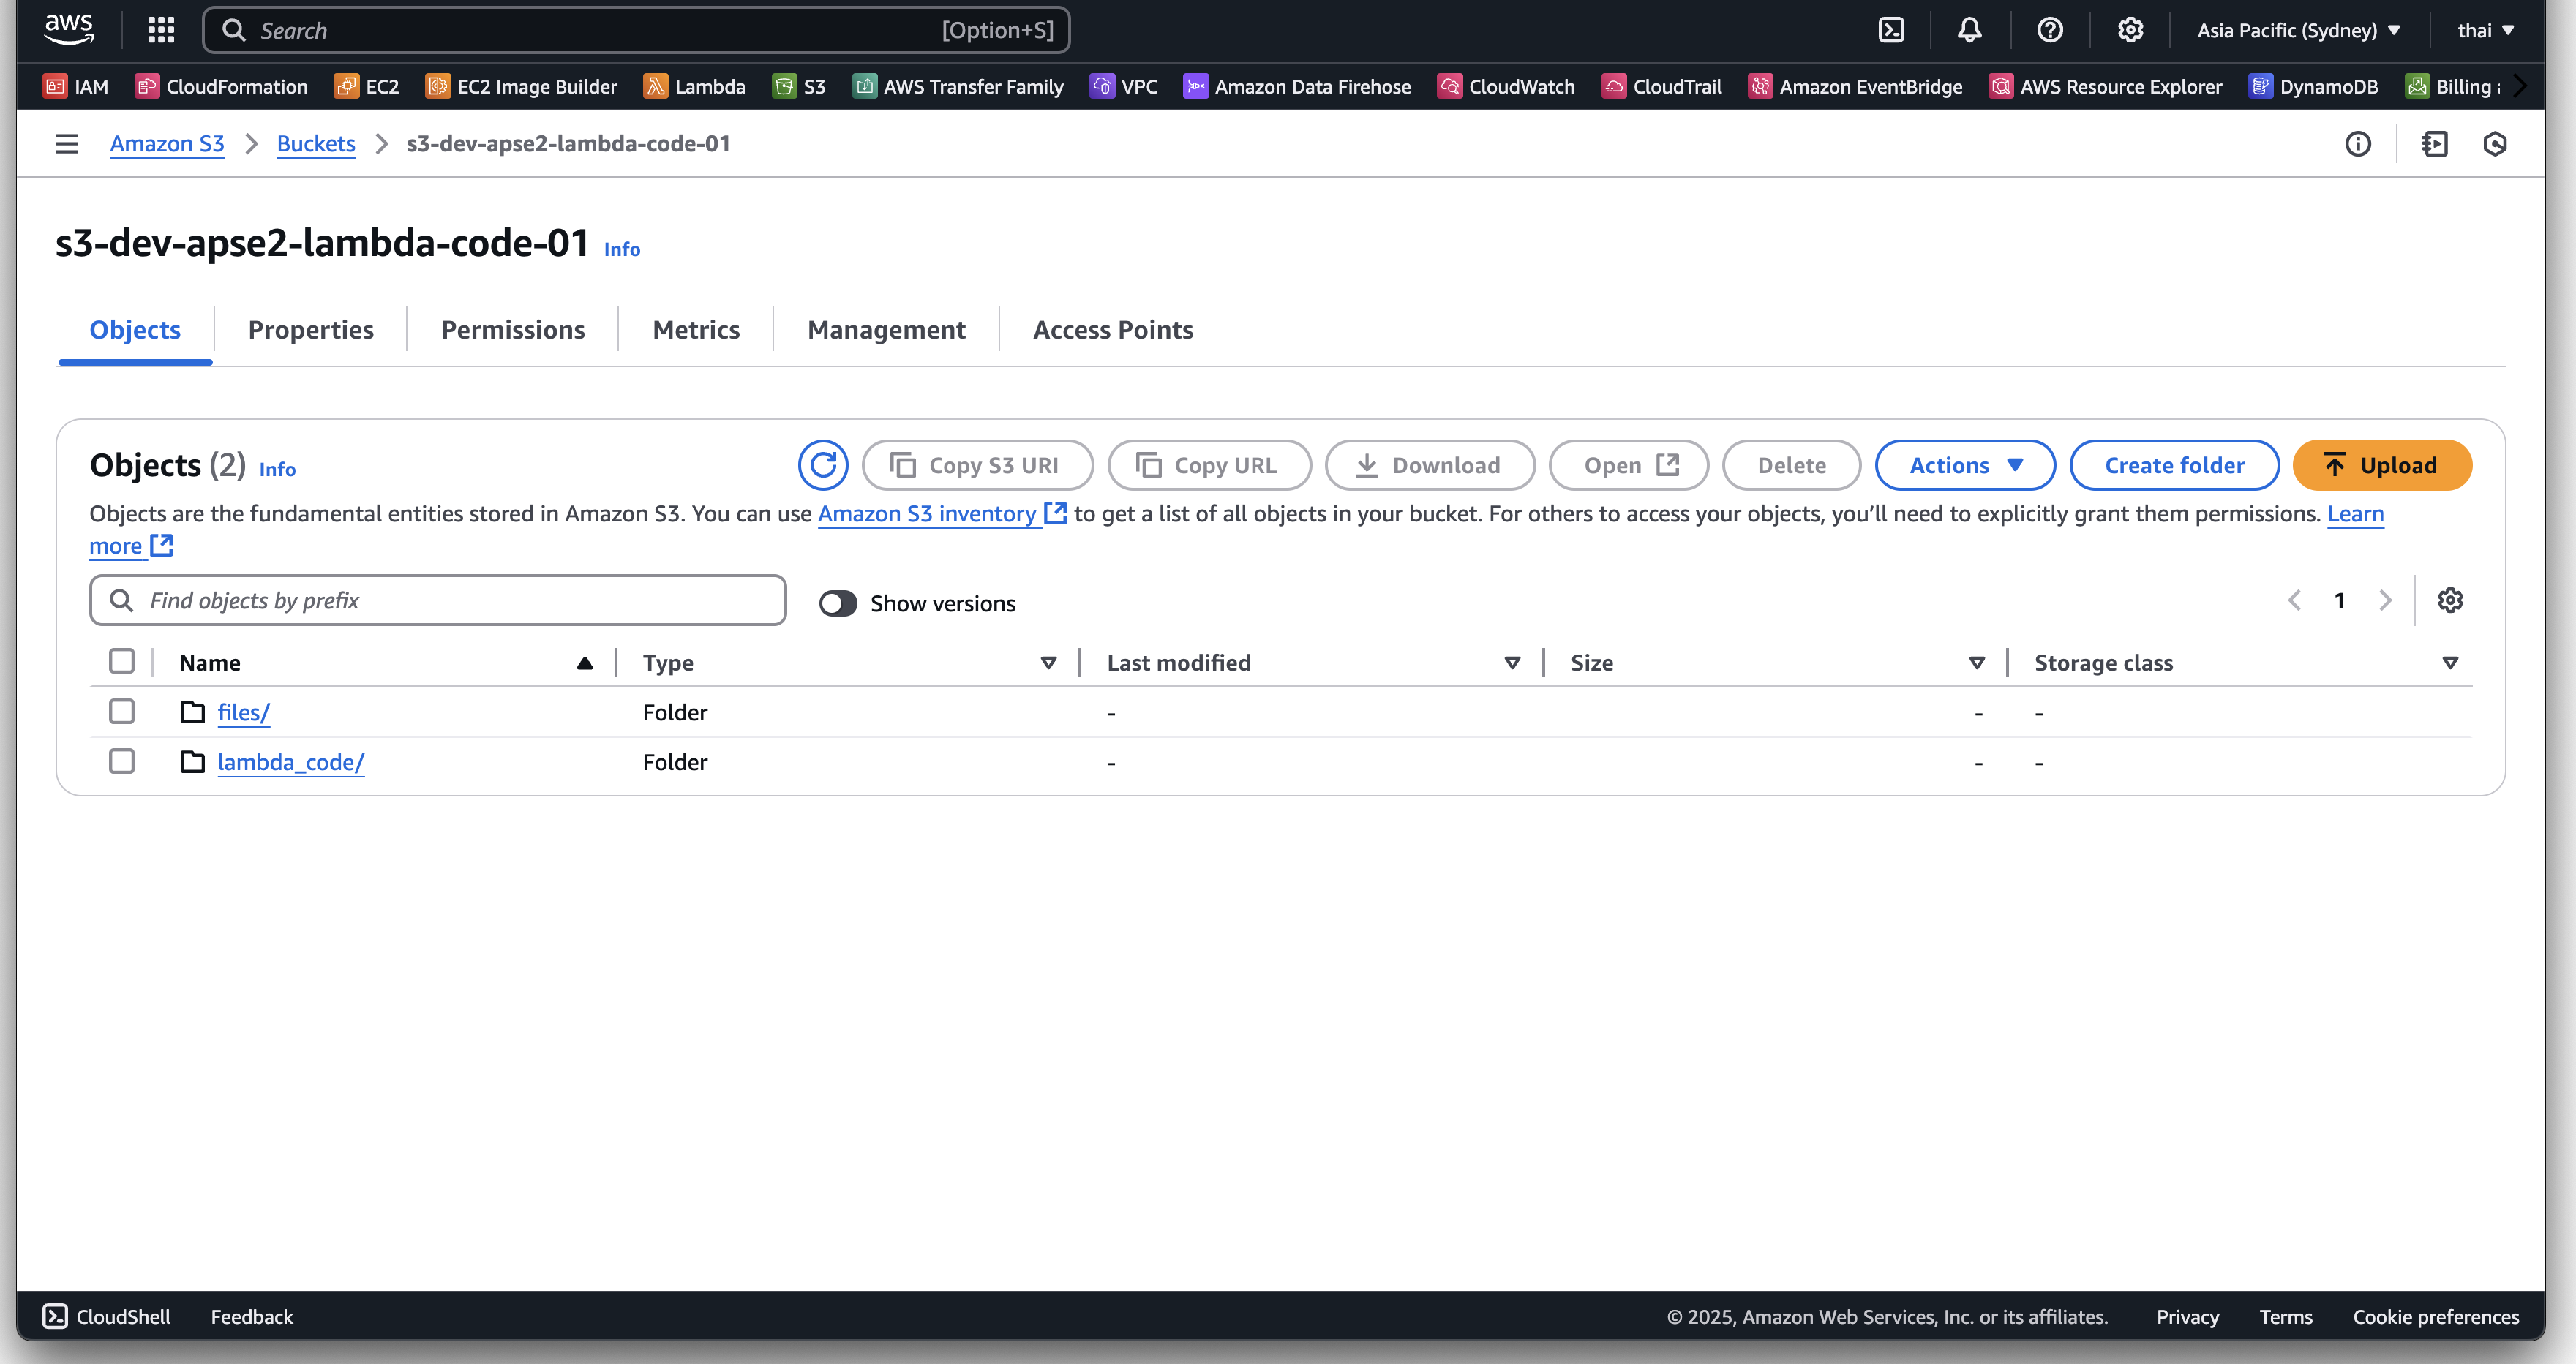 aws
Search [Option+S] Asia Pacific (Sydney) thai
IAM CloudFormation EC2 EC2 Image Builder Lambda S3 AWS Transfer Family VPC Amazon Data Firehose CloudWatch CloudTrail Amazon EventBridge AWS Resource Explorer DynamoDB Billing
Amazon S3 Buckets s3-dev-apse2-lambda-code-01
s3-dev-apse2-lambda-code-01 Info
Objects Properties Permissions Metrics Management Access Points
Objects (2) Info Copy S3 URI Copy URL Download Open Delete Actions Create folder Upload
Objects are the fundamental entities stored in Amazon S3. You can use Amazon S3 inventory to get a list of all objects in your bucket. For others to access your objects, you’ll need to explicitly grant them permissions. Learn
more
Find objects by prefix Show versions 1
Name Type Last modified Size Storage class
files/ Folder - - -
lambda_code/ Folder - - -
CloudShell Feedback © 2025, Amazon Web Services, Inc. or its affiliates. Privacy Terms Cookie preferences